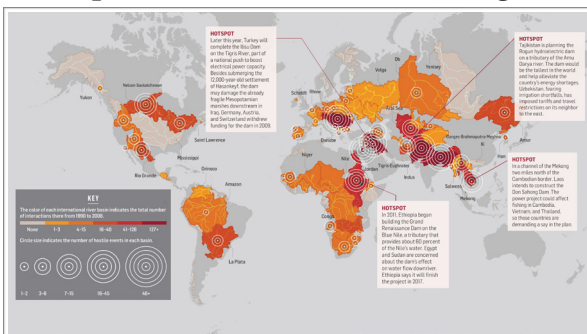 HOTSPOT
Later this year, Turkey will
complete the Ilisu Dam
on the Tigris River, part of
a national push to boost
electrical power capacity.
Besides submerging the
12,000-year-old settlement
of Hasankeyf, the dam
may damage the already
fragile Mesopotamian
marshes downstream in
Iraq. Germany, Austria,
and Switzerland withdrew
funding for the dam in 2009.
HOTSPOT
Tajikistan is planning the
Rogun hydroelectric dam
on a tributary of the Amu
Darya river. The dam would
be the tallest in the world
and help alleviate the
country's energy shortages.
Uzbekistan, fearing
irrigation shortfalls, has
imposed tariffs and travel
restrictions on its neighbor
to the east.
Yukon
Nelson-Saskatchewan
Saint Lawrence
Mississippi
Rio Grande
Orinoco
Amazon
La Plata
Schelde
Rhine
Danube
Volga
Ob
Yenisey
Aral Sea
Amur
Niger
Nile
Jordan
Tigris-Euphrates
Indus
Ganges-Brahmaputra-Meghna
Han
Salween
Mekong
Congo
HOTSPOT
In a channel of the Mekong
two miles north of the
Cambodian border, Laos
intends to construct the
Don Sahong Dam. The
power project could affect
fishing in Cambodia,
Vietnam, and Thailand,
so those countries are
demanding a say in the plan.
HOTSPOT
In 2011, Ethiopia began
building the Grand
Renaissance Dam on the
Blue Nile, a tributary that
provides about 60 percent
of the Nile's water. Egypt
and Sudan are concerned
about the dam's effect
on water flow downriver.
Ethiopia says it will finish
the project in 2017.
KEY
The color of each international river basin indicates the total number
of interactions there from 1990 to 2008.
None 1-3 4-15 16-40 41-136 137+
Circle size indicates the number of hostile events in each basin.
1-2 3-6 7-15 16-45 46+